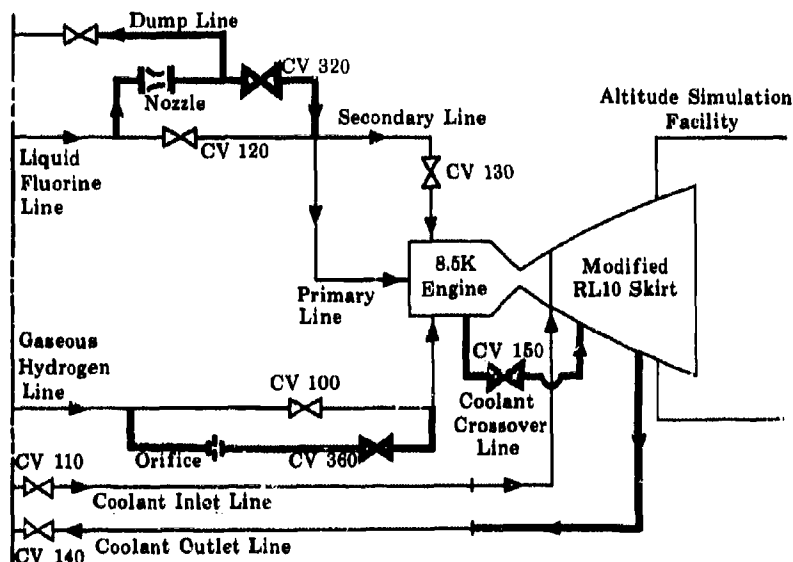 Dump Line
CV 320
Nozzle
Altitude Simulation
Facility
Secondary Line
CV 120
Liquid
Fluorine
Line
CV 130
8.5K
Engine
Modified
RL10 Skirt
Primary
Line
Gaseous
Hydrogen
Line
CV 150
CV 100
Coolant
Crossover
Line
Orifice
CV 360
CV 110
Coolant Inlet Line
Coolant Outlet Line
CV 140